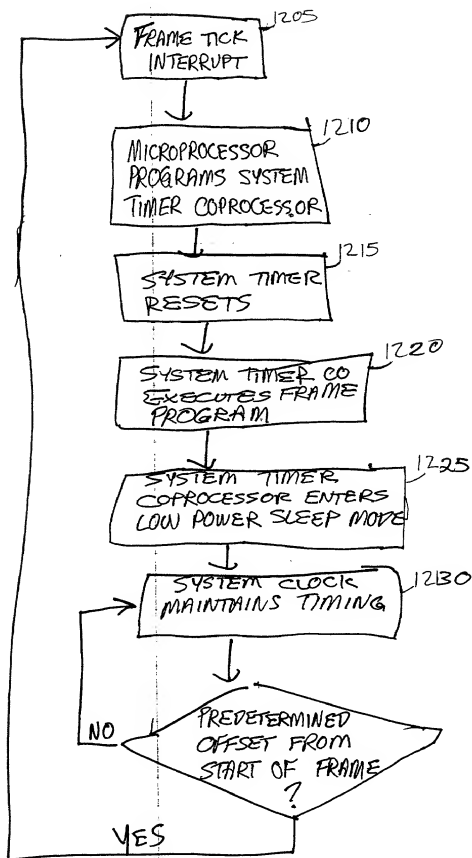 1205
FRAME TICK
INTERRUPT
1210
MICROPROCESSOR
PROGRAMS SYSTEM
TIMER COPROCESSOR
1215
SYSTEM TIMER
RESETS
1220
SYSTEM TIMER CO
EXECUTES FRAME
PROGRAM
1225
SYSTEM TIMER
COPROCESSOR ENTERS
LOW POWER SLEEP MODE
12130
SYSTEM CLOCK
MAINTAINS TIMING
NO
PREDETERMINED
OFFSET FROM
START OF FRAME
?
YES